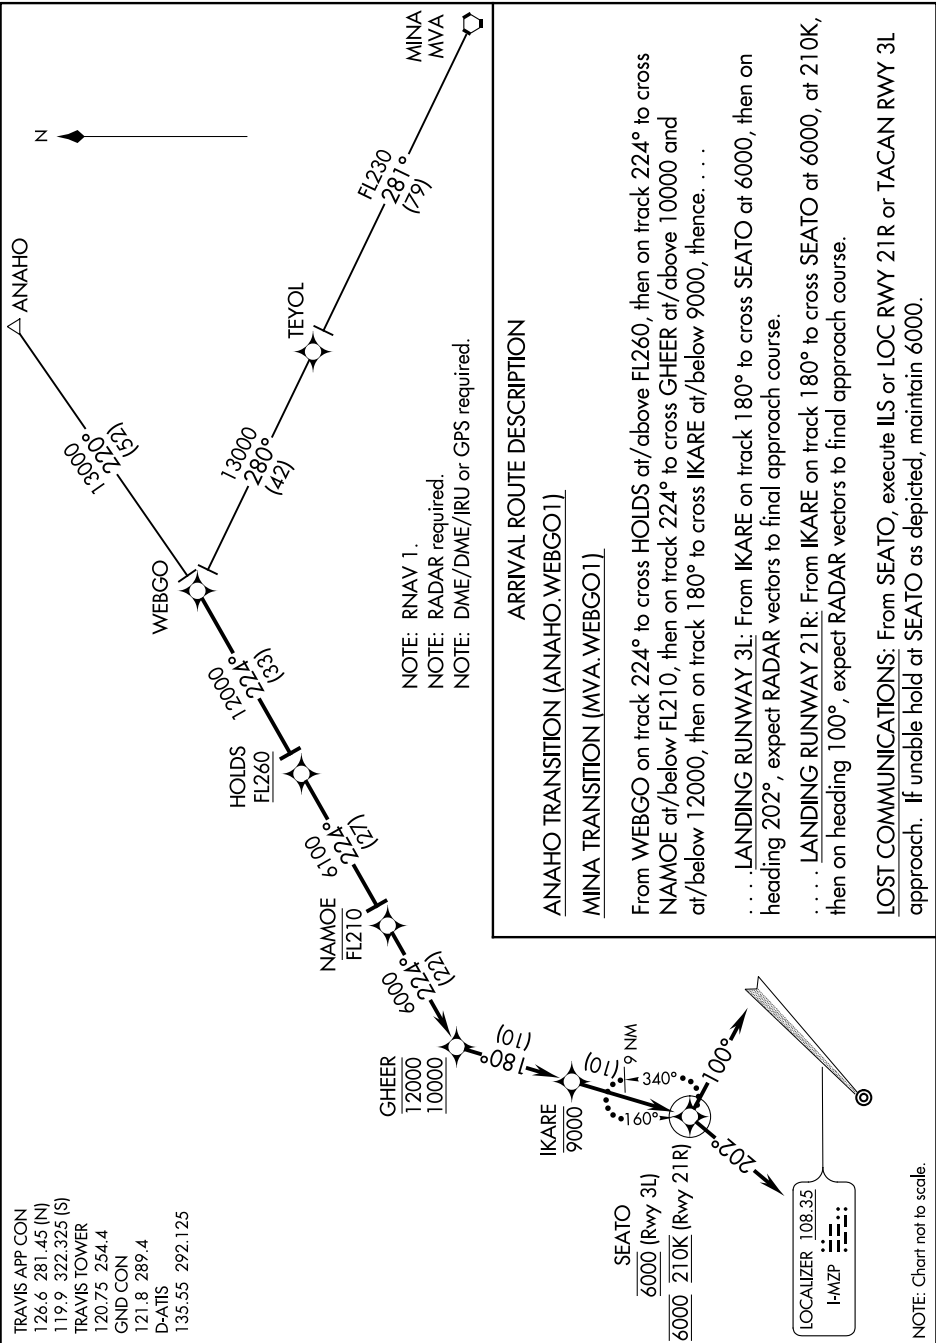 TRAVIS APP CON
126.6 281.45 (N)
119.9 322.325 (S)
TRAVIS TOWER
120.75 254.4
GND CON
121.8 289.4
D-ATIS
135.55 292.125
N
ANAHO
MINA
MVA
13000
220°
(52)
FL230
281°
(79)
TEYOL
13000
280°
(42)
WEBGO
12000
224°
(33)
HOLDS
FL260
6100
224°
(27)
NAMOE
FL210
6000
224°
(22)
GHEER
12000
10000
180°
(10)
IKARE
9000
(10)
9 NM
340°
160°
SEATO
6000 (Rwy 3L)
6000 210K (Rwy 21R)
100°
202°
LOCALIZER 108.35
I-MZP
NOTE: Chart not to scale.
NOTE: RNAV 1.
NOTE: RADAR required.
NOTE: DME/DME/IRU or GPS required.
ARRIVAL ROUTE DESCRIPTION
ANAHO TRANSITION (ANAHO.WEBGO1)
MINA TRANSITION (MVA.WEBGO1)
From WEBGO on track 224° to cross HOLDS at/above FL260, then on track 224° to cross
NAMOE at/below FL210, then on track 224° to cross GHEER at/above 10000 and
at/below 12000, then on track 180° to cross IKARE at/below 9000, thence. . . .
. . . . LANDING RUNWAY 3L: From IKARE on track 180° to cross SEATO at 6000, then on
heading 202°, expect RADAR vectors to final approach course.
. . . . LANDING RUNWAY 21R: From IKARE on track 180° to cross SEATO at 6000, at 210K,
then on heading 100°, expect RADAR vectors to final approach course.
LOST COMMUNICATIONS: From SEATO, execute ILS or LOC RWY 21R or TACAN RWY 3L
approach. If unable hold at SEATO as depicted, maintain 6000.